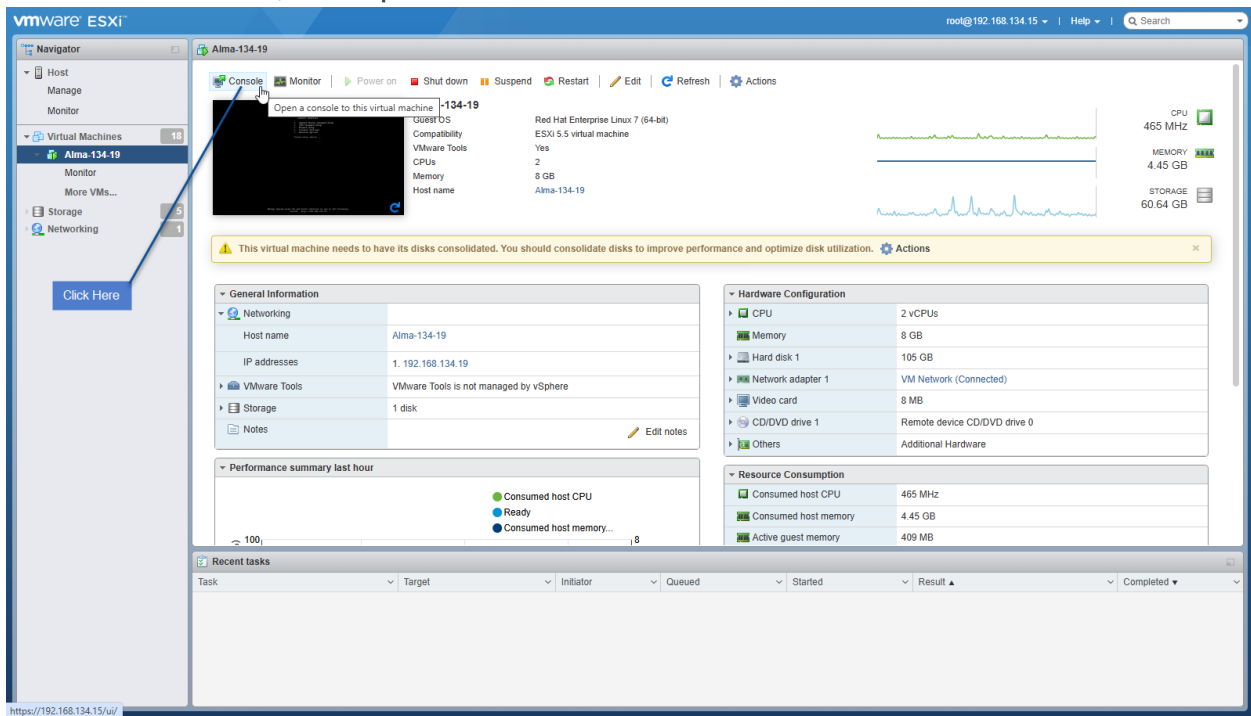 vmware ESXi™
root@192.168.134.15 | Help | Search
Navigator
Host
Manage
Monitor
Virtual Machines 18
Alma-134-19
Monitor
More VMs...
Storage 5
Networking 1
Click Here
Alma-134-19
Console Monitor | Power on Shut down Suspend Restart | Edit | Refresh | Actions
Open a console to this virtual machine
-134-19
Guest OS Red Hat Enterprise Linux 7 (64-bit)
Compatibility ESXi 5.5 virtual machine
VMware Tools Yes
CPUs 2
Memory 8 GB
Host name Alma-134-19
CPU
465 MHz
MEMORY
4.45 GB
STORAGE
60.64 GB
This virtual machine needs to have its disks consolidated. You should consolidate disks to improve performance and optimize disk utilization. Actions
General Information
Networking
Host name Alma-134-19
IP addresses 1. 192.168.134.19
VMware Tools VMware Tools is not managed by vSphere
Storage 1 disk
Notes Edit notes
Performance summary last hour
Consumed host CPU
Ready
Consumed host memory...
100 8
Hardware Configuration
CPU 2 vCPUs
Memory 8 GB
Hard disk 1 105 GB
Network adapter 1 VM Network (Connected)
Video card 8 MB
CD/DVD drive 1 Remote device CD/DVD drive 0
Others Additional Hardware
Resource Consumption
Consumed host CPU 465 MHz
Consumed host memory 4.45 GB
Active guest memory 409 MB
Recent tasks
Task Target Initiator Queued Started Result ▲ Completed ▼
https://192.168.134.15/ui/